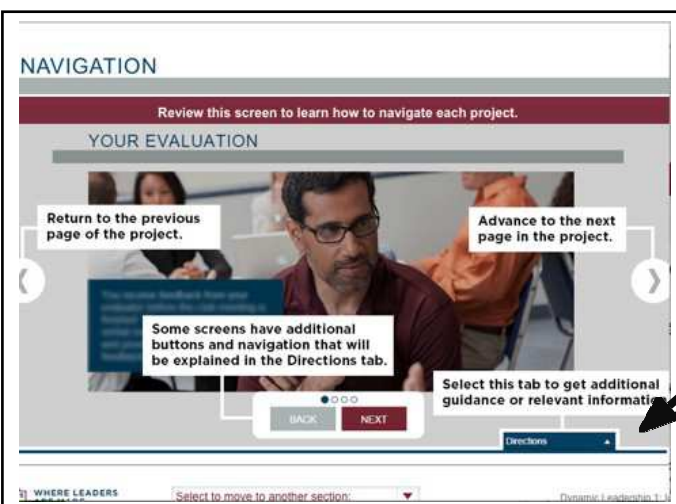 NAVIGATION
Review this screen to learn how to navigate each project.
YOUR EVALUATION
Return to the previous
page of the project.
Advance to the next
page in the project.
Some screens have additional
buttons and navigation that will
be explained in the Directions tab.
Select this tab to get additional
guidance or relevant information
BACK
NEXT
Directions
WHERE LEADERS
ARE MADE
Select to move to another section:
Dynamic Leadership